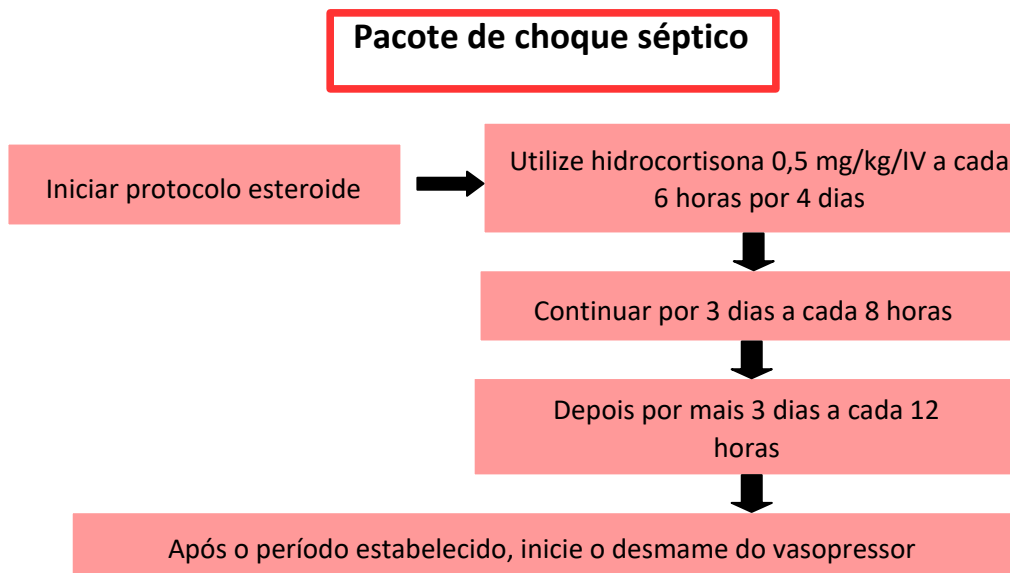 Pacote de choque séptico
Iniciar protocolo esteroide
Utilize hidrocortisona 0,5 mg/kg/IV a cada
6 horas por 4 dias
Continuar por 3 dias a cada 8 horas
Depois por mais 3 dias a cada 12
horas
Após o período estabelecido, inicie o desmame do vasopressor